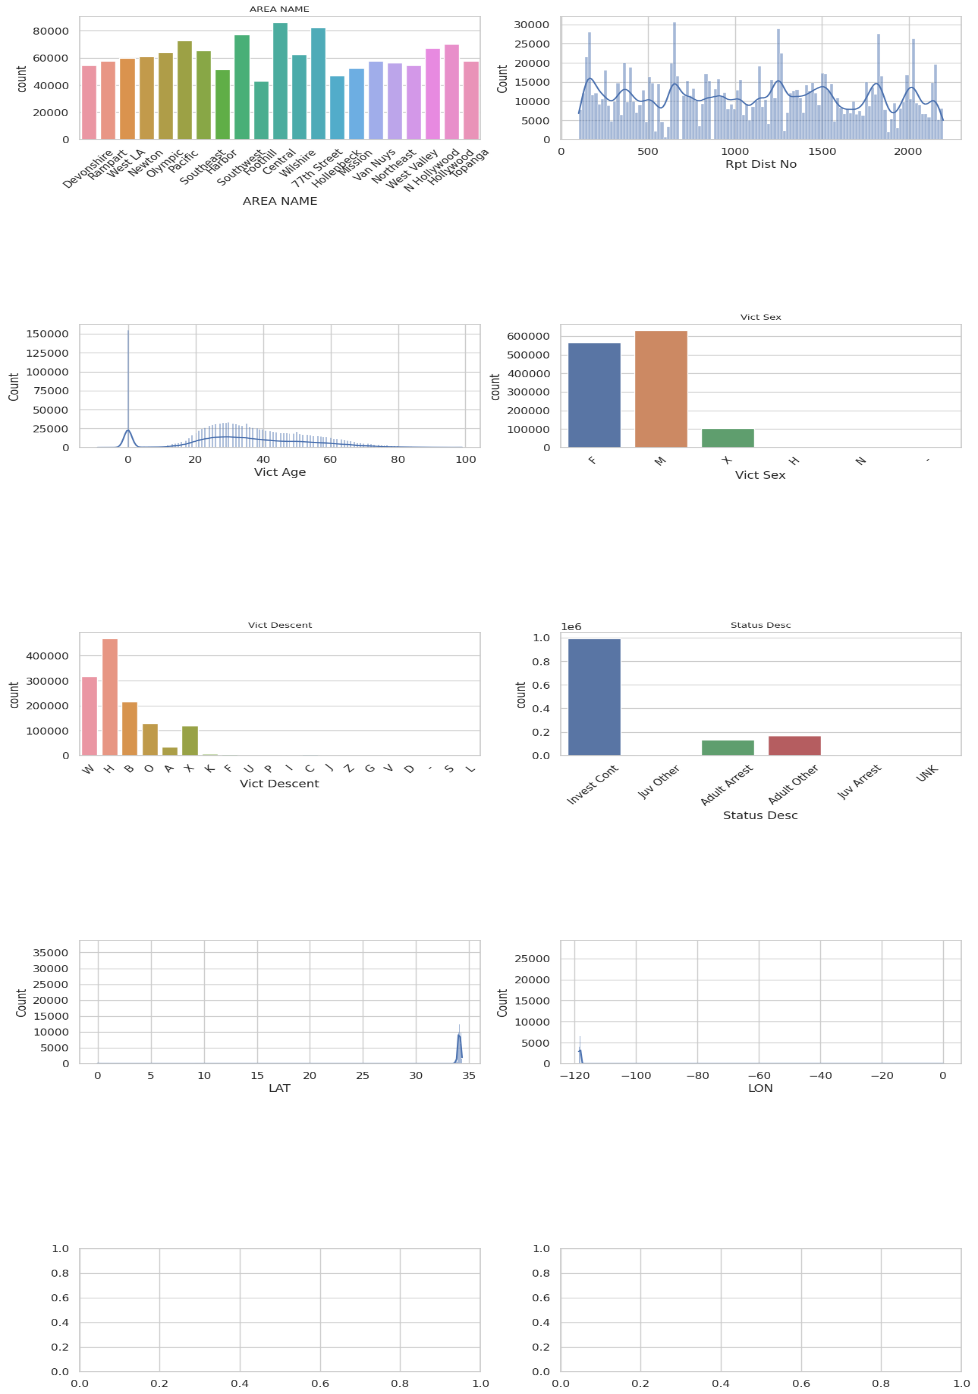 AREA NAME
80000
60000
40000
20000
0
count
Devonshire
Rampart
West LA
Newton
Olympic
Pacific
Southeast
Harbor
Southwest
Foothill
Central
Wilshire
77th Street
Hollenbeck
Mission
Van Nuys
Northeast
West Valley
N Hollywood
Hollywood
Topanga
AREA NAME
30000
25000
20000
15000
10000
5000
0
Count
0 500 1000 1500 2000
Rpt Dist No
150000
125000
100000
75000
50000
25000
0
Count
0 20 40 60 80 100
Vict Age
Vict Sex
600000
500000
400000
300000
200000
100000
0
count
F M X H N -
Vict Sex
Vict Descent
400000
300000
200000
100000
0
count
W H B O A X K F U P I C J Z G V D - S L
Vict Descent
Status Desc
1e6
1.0
0.8
0.6
0.4
0.2
0.0
count
Invest Cont
Juv Other
Adult Arrest
Adult Other
Juv Arrest
UNK
Status Desc
35000
30000
25000
20000
15000
10000
5000
0
Count
0 5 10 15 20 25 30 35
LAT
25000
20000
15000
10000
5000
0
Count
−120 −100 −80 −60 −40 −20 0
LON
1.0
0.8
0.6
0.4
0.2
0.0
0.0 0.2 0.4 0.6 0.8 1.0
1.0
0.8
0.6
0.4
0.2
0.0
0.0 0.2 0.4 0.6 0.8 1.0